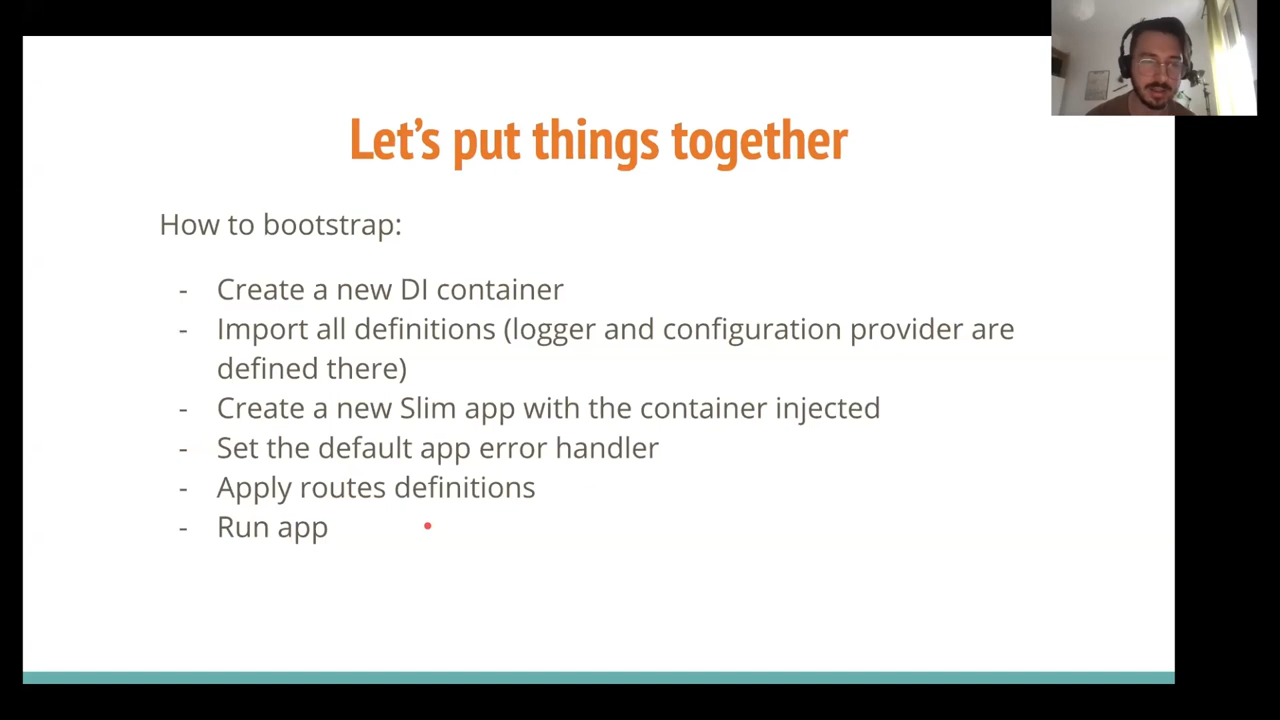 Let's put things together
How to bootstrap:
- Create a new DI container
- Import all definitions (logger and configuration provider are
defined there)
- Create a new Slim app with the container injected
- Set the default app error handler
- Apply routes definitions
- Run app